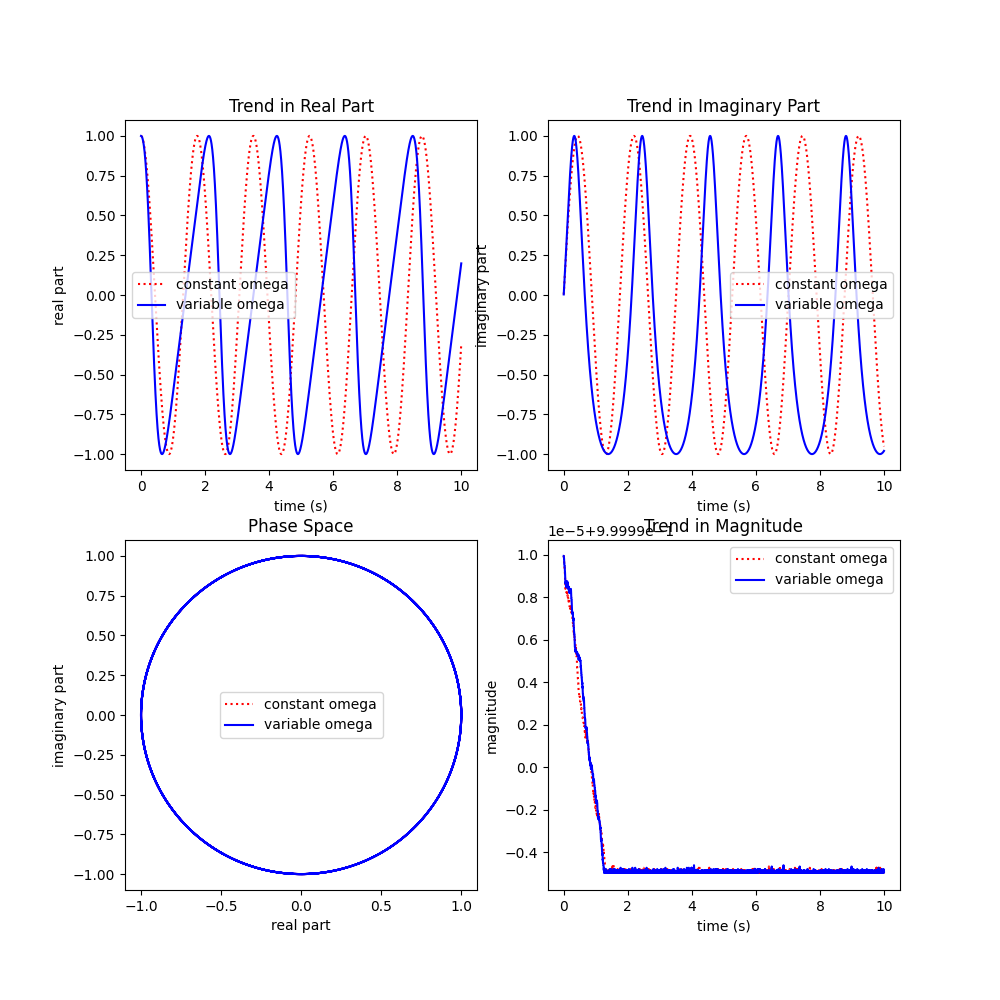 Trend in Real Part
1.00
0.75
0.50
0.25
0.00
−0.25
−0.50
−0.75
−1.00
real part
constant omega
variable omega
0 2 4 6 8 10
time (s)
Trend in Imaginary Part
1.00
0.75
0.50
0.25
0.00
−0.25
−0.50
−0.75
−1.00
imaginary part
constant omega
variable omega
0 2 4 6 8 10
time (s)
Phase Space
1.00
0.75
0.50
0.25
0.00
−0.25
−0.50
−0.75
−1.00
imaginary part
constant omega
variable omega
−1.0 −0.5 0.0 0.5 1.0
real part
Trend in Magnitude
1e-5+9.9999e−1
1.0
0.8
0.6
0.4
0.2
0.0
−0.2
−0.4
magnitude
constant omega
variable omega
0 2 4 6 8 10
time (s)